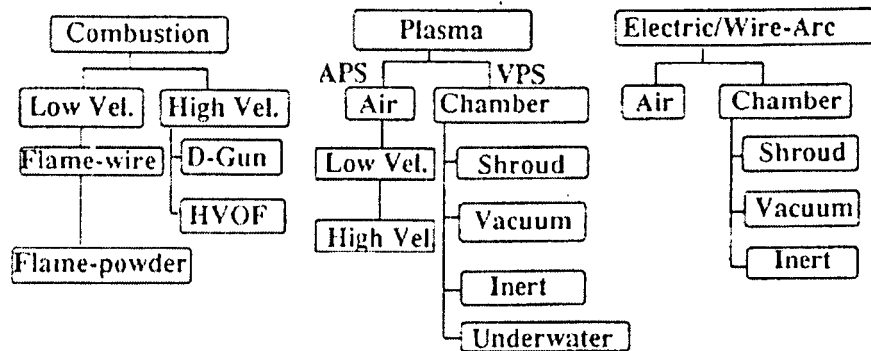 Combustion
Low Vel.
High Vel.
Flame-wire
D-Gun
HVOF
Flame-powder
Plasma
APS
VPS
Air
Chamber
Low Vel.
High Vel.
Shroud
Vacuum
Inert
Underwater
Electric/Wire-Arc
Air
Chamber
Shroud
Vacuum
Inert